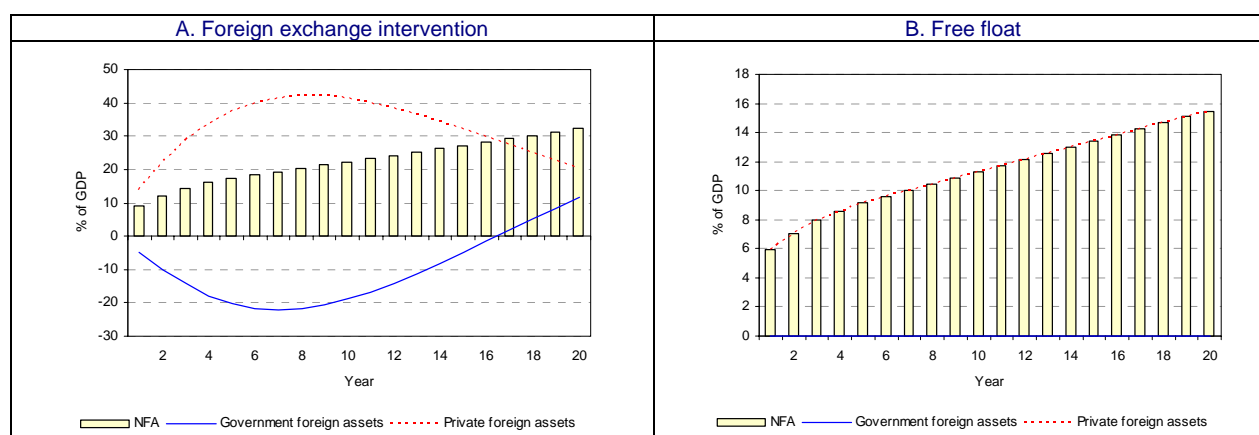 A. Foreign exchange intervention
B. Free float
50
40
30
20
10
0
-10
-20
-30
% of GDP
2 4 6 8 10 12 14 16 18 20
Year
NFA Government foreign assets Private foreign assets
18
16
14
12
10
8
6
4
2
0
% of GDP
2 4 6 8 10 12 14 16 18 20
Year
NFA Government foreign assets Private foreign assets